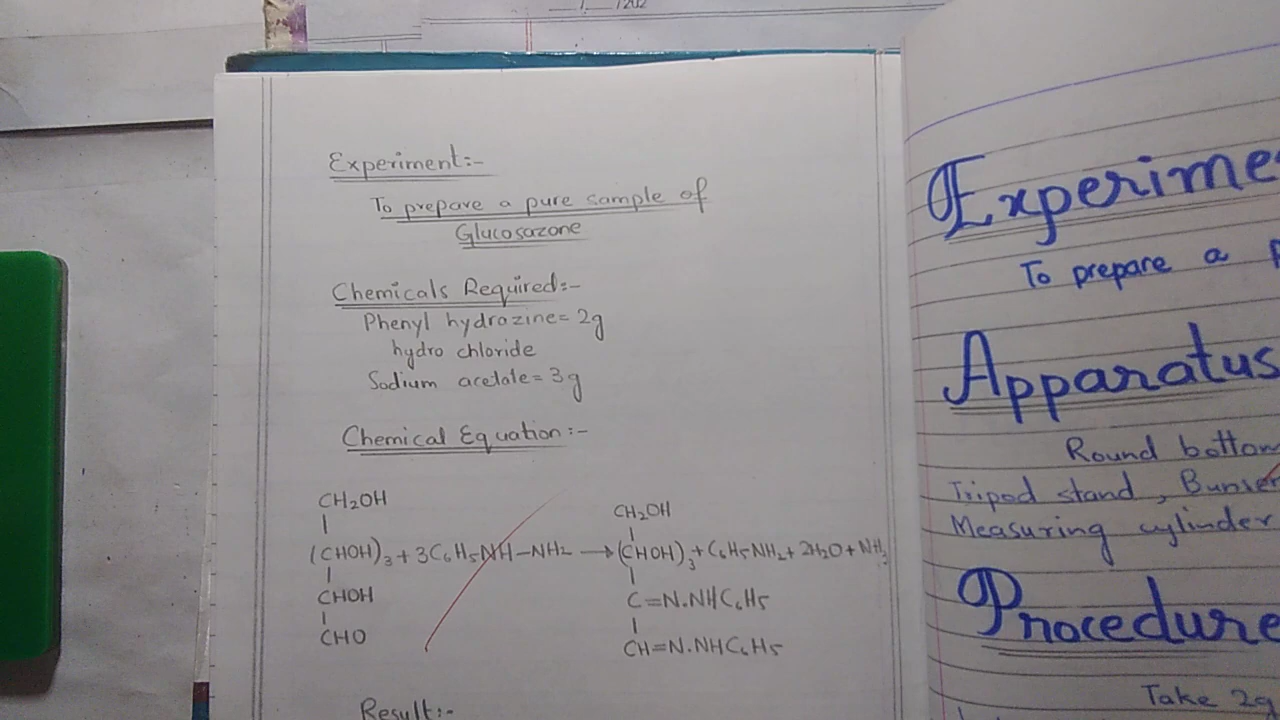 /202
Experiment:-
To prepare a pure sample of
Glucosazone
Chemicals Required:-
Phenyl hydrazine = 2g
hydro chloride
Sodium acetate = 3g
Chemical Equation :-
CH₂OH
(CHOH)₃ + 3C₆H₅NH–NH₂ → (CHOH)₃ + C₆H₅NH₂ + 2H₂O + NH₃
CHOH
CHO
CH₂OH
C=N.NHC₆H₅
CH=N.NHC₆H₅
Result:-
Experime
To prepare a p
Apparatus
Round bottom
Tripod stand, Bunsen
Measuring cylinder
Procedure
Take 2g